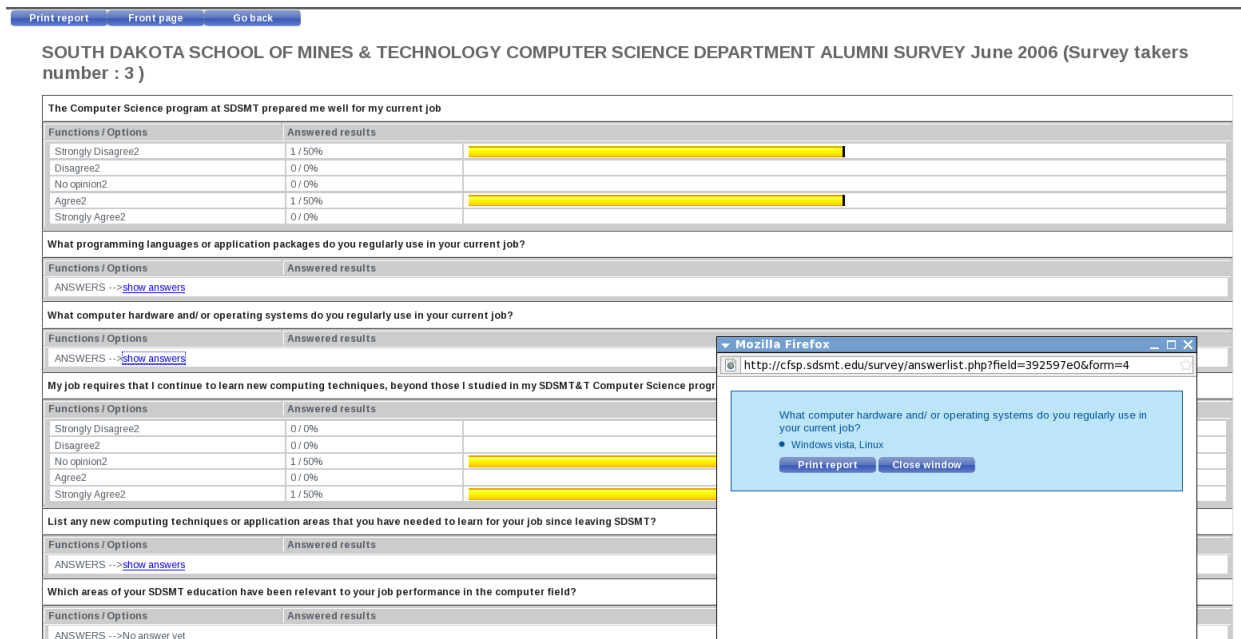 Print report Front page Go back
SOUTH DAKOTA SCHOOL OF MINES & TECHNOLOGY COMPUTER SCIENCE DEPARTMENT ALUMNI SURVEY June 2006 (Survey takers
number : 3 )
The Computer Science program at SDSMT prepared me well for my current job
Functions / Options Answered results
Strongly Disagree2 1 / 50%
Disagree2 0 / 0%
No opinion2 0 / 0%
Agree2 1 / 50%
Strongly Agree2 0 / 0%
What programming languages or application packages do you regularly use in your current job?
Functions / Options Answered results
ANSWERS -->show answers
What computer hardware and/ or operating systems do you regularly use in your current job?
Functions / Options Answered results
ANSWERS -->show answers
My job requires that I continue to learn new computing techniques, beyond those I studied in my SDSMT&T Computer Science progr
Functions / Options Answered results
Strongly Disagree2 0 / 0%
Disagree2 0 / 0%
No opinion2 1 / 50%
Agree2 0 / 0%
Strongly Agree2 1 / 50%
List any new computing techniques or application areas that you have needed to learn for your job since leaving SDSMT?
Functions / Options Answered results
ANSWERS -->show answers
Which areas of your SDSMT education have been relevant to your job performance in the computer field?
Functions / Options Answered results
ANSWERS -->No answer yet
Mozilla Firefox
http://cfsp.sdsmt.edu/survey/answerlist.php?field=392597e0&form=4
What computer hardware and/ or operating systems do you regularly use in
your current job?
Windows vista, Linux
Print report Close window